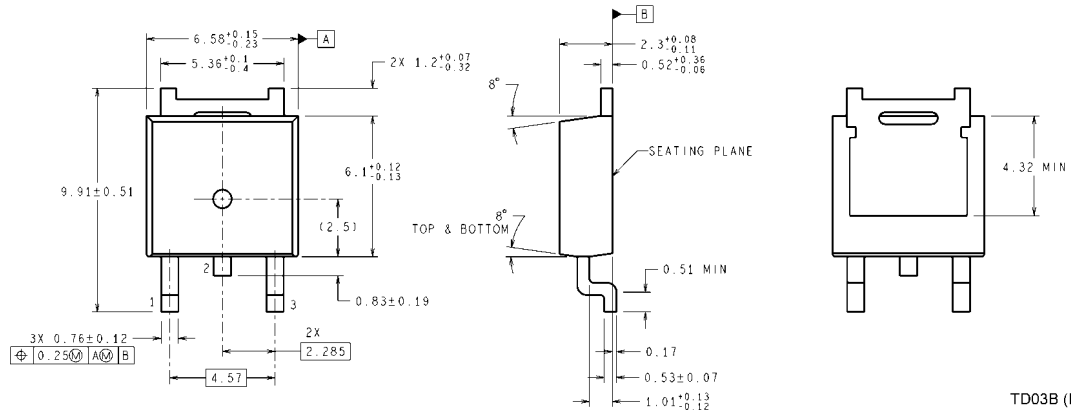 6.58+0.15 -0.23
A
5.36+0.1 -0.4
2X 1.2+0.07 -0.32
9.91±0.51
6.1+0.12 -0.13
(2.5)
2
1
3
0.83±0.19
3X 0.76±0.12
⌖ 0.25Ⓜ AⓂ B
2X
2.285
4.57
B
2.3+0.08 -0.11
0.52+0.36 -0.06
8°
SEATING PLANE
8°
TOP & BOTTOM
0.51 MIN
0.17
0.53±0.07
1.01+0.13 -0.12
4.32 MIN
TD03B (